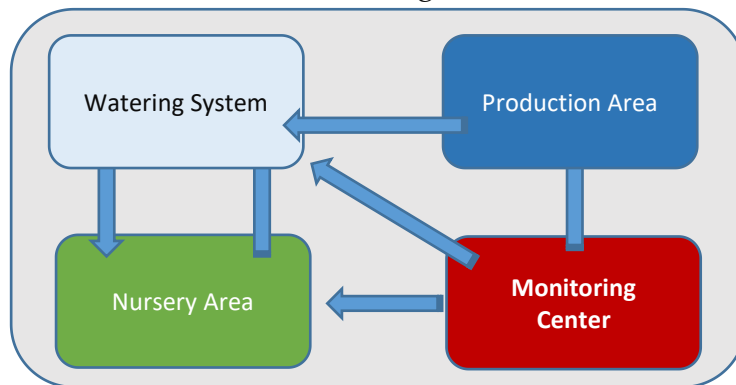 Watering System
Production Area
Nursery Area
Monitoring
Center